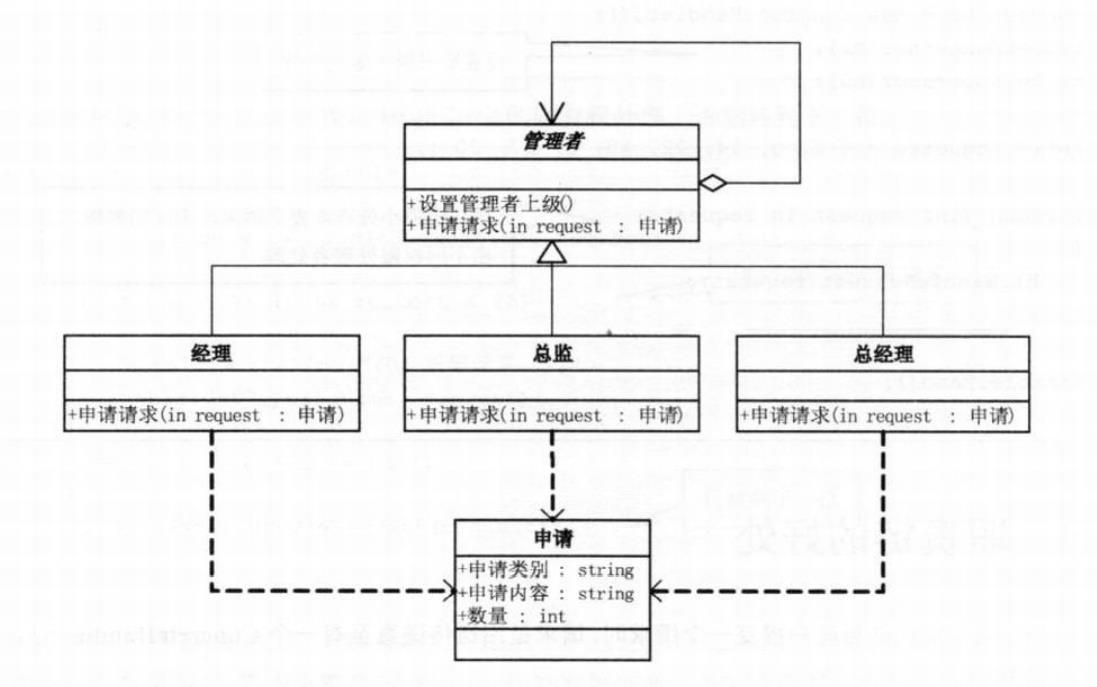 管理者
+设置管理者上级()
+申请请求(in request : 申请)
经理
总监
总经理
+申请请求(in request : 申请)
+申请请求(in request : 申请)
+申请请求(in request : 申请)
申请
+申请类别 : string
+申请内容 : string
+数量 : int